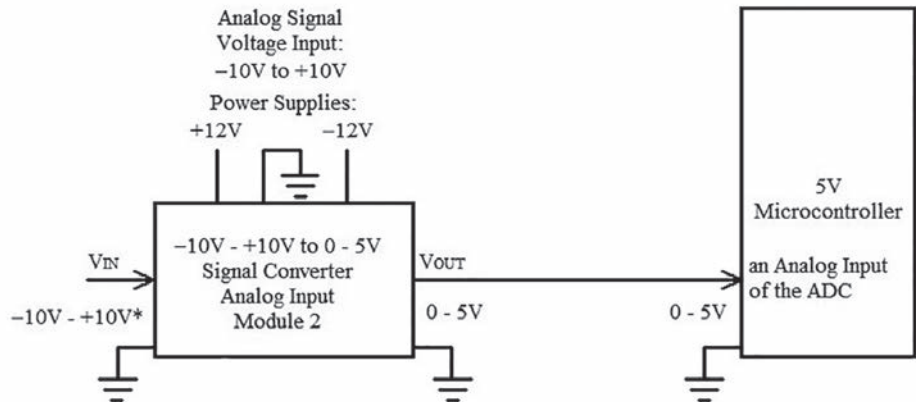 Analog Signal
Voltage Input:
−10V to +10V
Power Supplies:
+12V −12V
−10V - +10V to 0 - 5V
Signal Converter
Analog Input
Module 2
VIN
−10V - +10V*
VOUT
0 - 5V
0 - 5V
5V
Microcontroller
an Analog Input
of the ADC